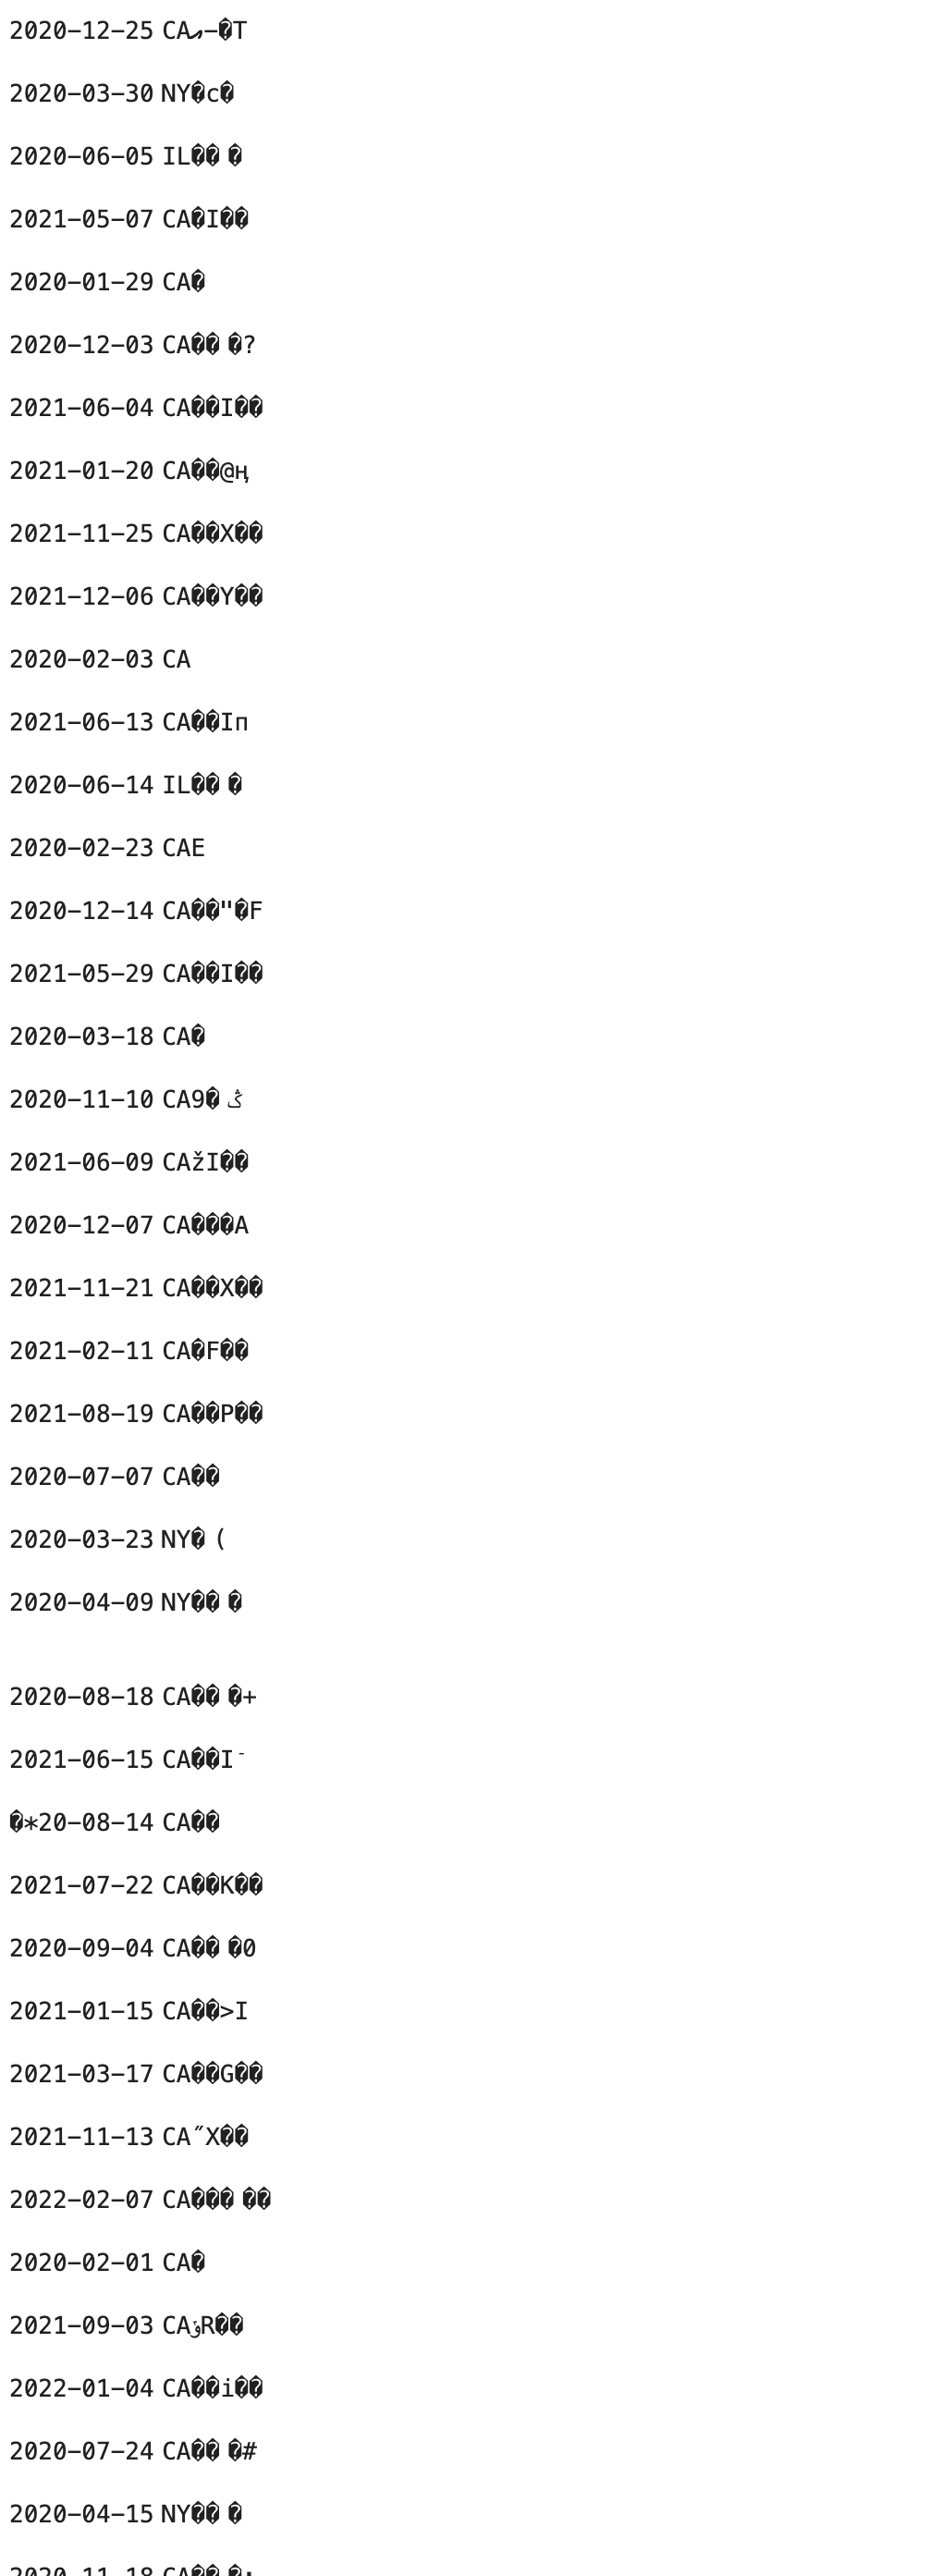 2020-12-25 CAޔ-�T
2020-03-30 NY�c�
2020-06-05 IL�� �
2021-05-07 CA�I��
2020-01-29 CA�
2020-12-03 CA�� �?
2021-06-04 CA��I��
2021-01-20 CA��@ң
2021-11-25 CA��X��
2021-12-06 CA��Y��
2020-02-03 CA
2021-06-13 CA��Iп
2020-06-14 IL�� �
2020-02-23 CAE
2020-12-14 CA��"�F
2021-05-29 CA��I��
2020-03-18 CA�
2020-11-10 CA9�
2021-06-09 CAžI��
2020-12-07 CA���A
2021-11-21 CA��X��
2021-02-11 CA�F��
2021-08-19 CA��P��
2020-07-07 CA��
2020-03-23 NY� (
2020-04-09 NY�� �
2020-08-18 CA�� �+
2021-06-15 CA��I
�*20-08-14 CA��
2021-07-22 CA��K��
2020-09-04 CA�� �0
2021-01-15 CA��>I
2021-03-17 CA��G��
2021-11-13 CA˝X��
2022-02-07 CA��� ��
2020-02-01 CA�
2021-09-03 CAۏR��
2022-01-04 CA��i��
2020-07-24 CA�� �#
2020-04-15 NY�� �